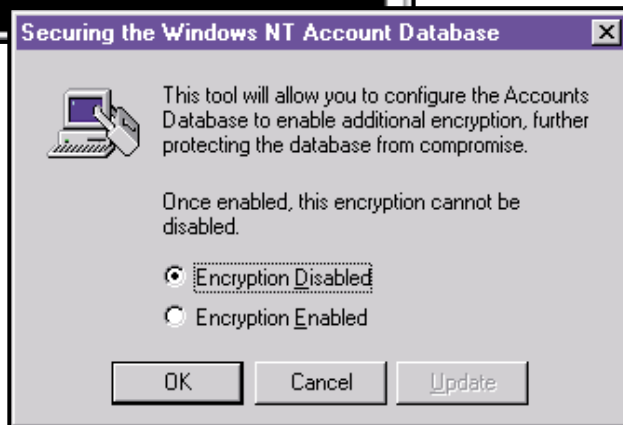 Securing the Windows NT Account Database
This tool will allow you to configure the Accounts
Database to enable additional encryption, further
protecting the database from compromise.
Once enabled, this encryption cannot be
disabled.
Encryption Disabled
Encryption Enabled
OK
Cancel
Update